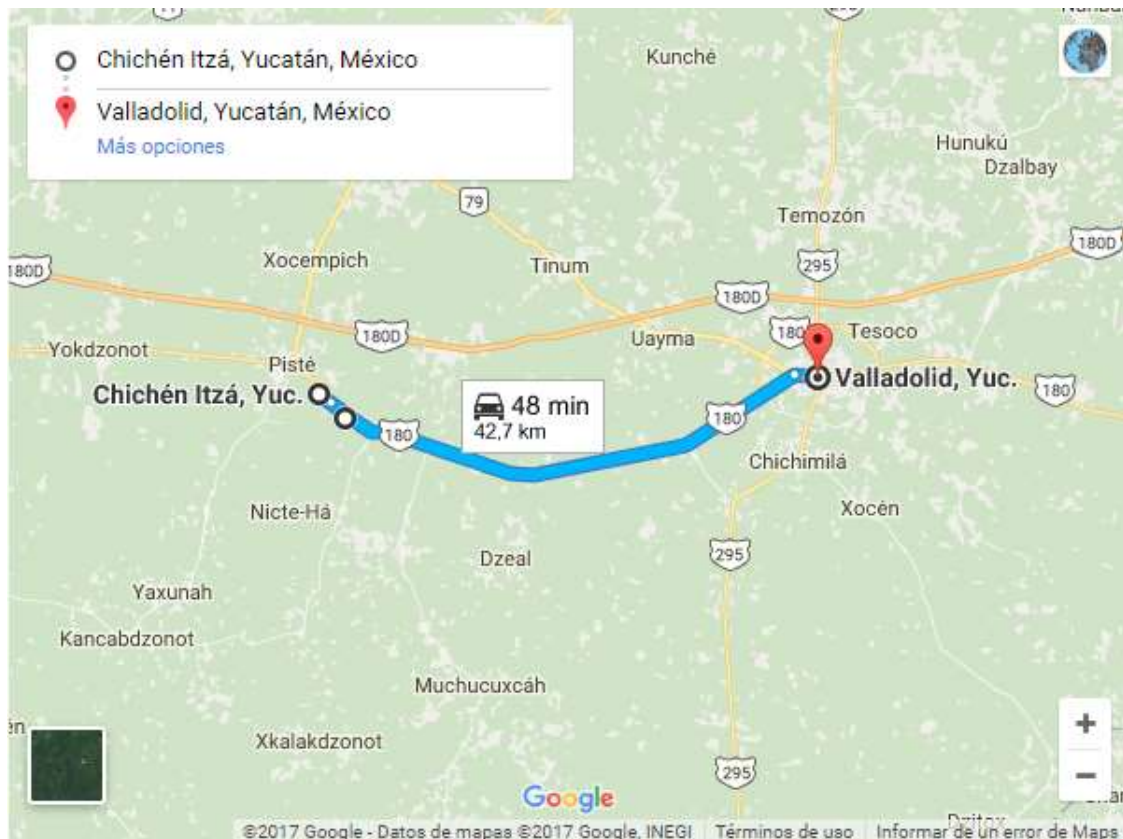 Chichén Itzá, Yucatán, México
Valladolid, Yucatán, México
Más opciones
Kunché
Hunukú
Dzalbay
79
Temozón
180D
295
Xocempich
Tinum
180D
180D
180D
180
Tesoco
Uayma
Yokdzonot
Pisté
Chichén Itzá, Yuc.
48 min
42,7 km
Valladolid, Yuc.
180
180
180
Chichimilá
Nicte-Há
Xocén
Dzeal
295
Yaxunah
Kancabdzonot
Muchucuxcáh
Xkalakdzonot
295
Google
©2017 Google - Datos de mapas ©2017 Google, INEGI
Términos de uso
Informar de un error de Maps